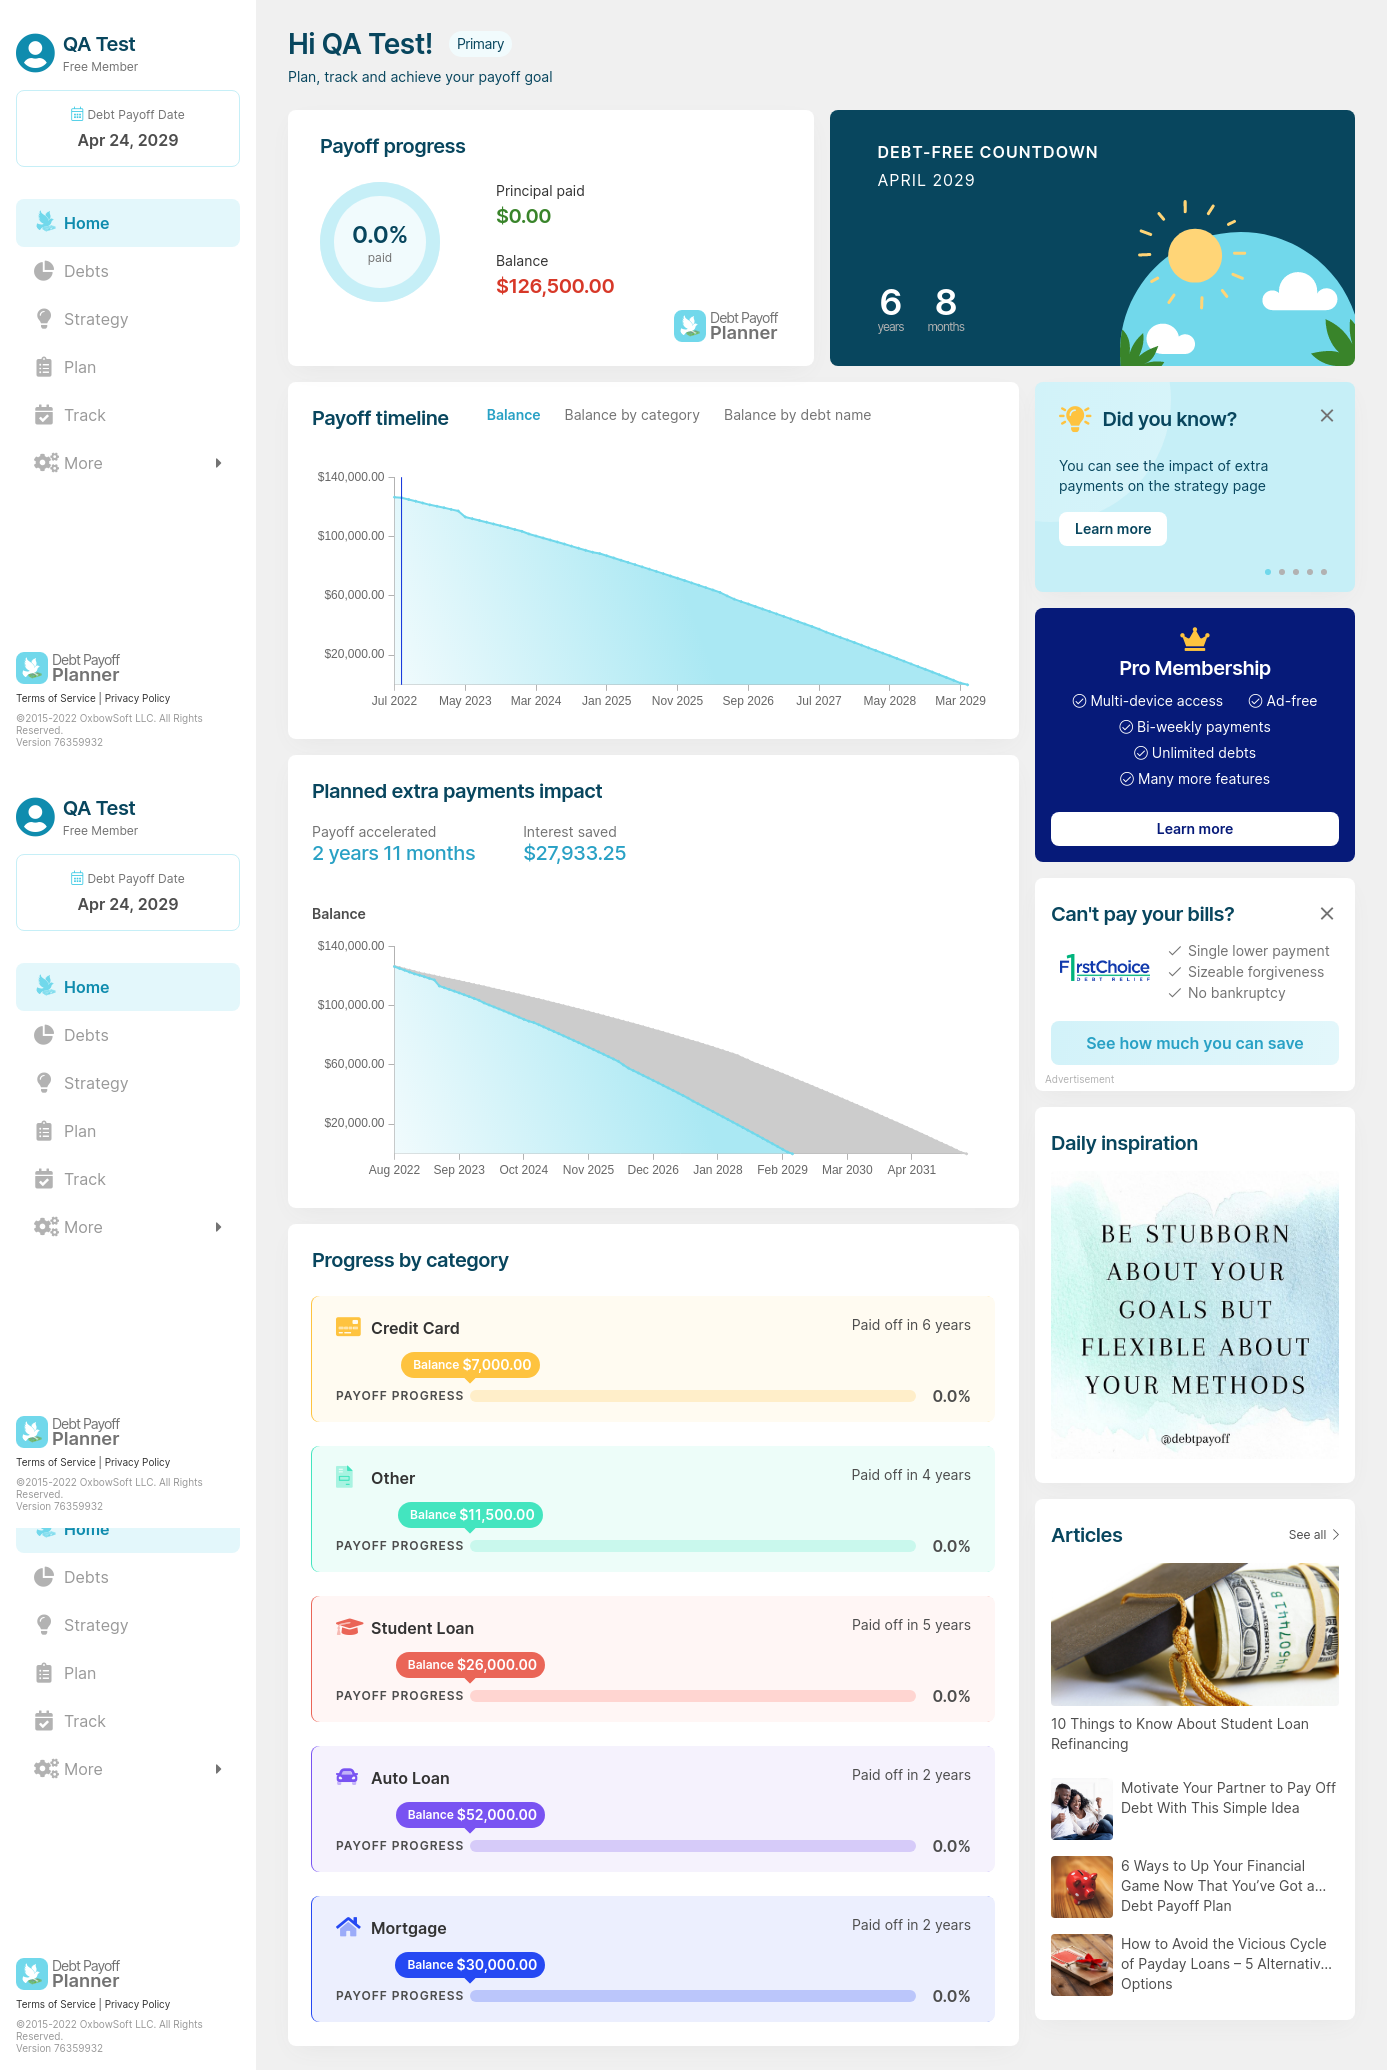 QA Test
Free Member
Debt Payoff Date
Apr 24, 2029
Home
Debts
Strategy
Plan
Track
More
Debt Payoff
Planner
Terms of Service | Privacy Policy
©2015-2022 OxbowSoft LLC. All Rights
Reserved.
Version 76359932
QA Test
Free Member
Debt Payoff Date
Apr 24, 2029
Home
Debts
Strategy
Plan
Track
More
Debt Payoff
Planner
Terms of Service | Privacy Policy
©2015-2022 OxbowSoft LLC. All Rights
Reserved.
Version 76359932
Home
Debts
Strategy
Plan
Track
More
Debt Payoff
Planner
Terms of Service | Privacy Policy
©2015-2022 OxbowSoft LLC. All Rights
Reserved.
Version 76359932
Hi QA Test! Primary
Plan, track and achieve your payoff goal
Payoff progress
0.0%
paid
Principal paid
$0.00
Balance
$126,500.00
Debt Payoff
Planner
DEBT-FREE COUNTDOWN
APRIL 2029
6 8
years months
Payoff timeline Balance Balance by category Balance by debt name
$140,000.00
$100,000.00
$60,000.00
$20,000.00
Jul 2022 May 2023 Mar 2024 Jan 2025 Nov 2025 Sep 2026 Jul 2027 May 2028 Mar 2029
Planned extra payments impact
Payoff accelerated Interest saved
2 years 11 months $27,933.25
Balance
$140,000.00
$100,000.00
$60,000.00
$20,000.00
Aug 2022 Sep 2023 Oct 2024 Nov 2025 Dec 2026 Jan 2028 Feb 2029 Mar 2030 Apr 2031
Progress by category
Credit Card Paid off in 6 years
Balance $7,000.00
PAYOFF PROGRESS 0.0%
Other Paid off in 4 years
Balance $11,500.00
PAYOFF PROGRESS 0.0%
Student Loan Paid off in 5 years
Balance $26,000.00
PAYOFF PROGRESS 0.0%
Auto Loan Paid off in 2 years
Balance $52,000.00
PAYOFF PROGRESS 0.0%
Mortgage Paid off in 2 years
Balance $30,000.00
PAYOFF PROGRESS 0.0%
Did you know?
You can see the impact of extra
payments on the strategy page
Learn more
Pro Membership
Multi-device access Ad-free
Bi-weekly payments
Unlimited debts
Many more features
Learn more
Can't pay your bills?
F1rstChoice
DEBT RELIEF
Single lower payment
Sizeable forgiveness
No bankruptcy
See how much you can save
Advertisement
Daily inspiration
BE STUBBORN
ABOUT YOUR
GOALS BUT
FLEXIBLE ABOUT
YOUR METHODS
@debtpayoff
Articles See all
10 Things to Know About Student Loan
Refinancing
Motivate Your Partner to Pay Off
Debt With This Simple Idea
6 Ways to Up Your Financial
Game Now That You’ve Got a...
Debt Payoff Plan
How to Avoid the Vicious Cycle
of Payday Loans – 5 Alternativ...
Options